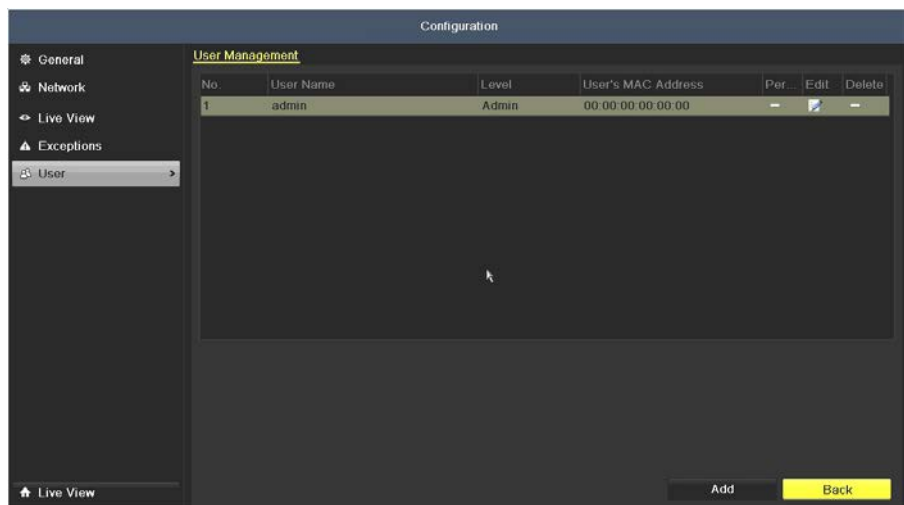 Configuration
General
Network
Live View
Exceptions
User
Live View
User Management
No. User Name Level User's MAC Address Per... Edit Delete
1 admin Admin 00:00:00:00:00:00
Add Back